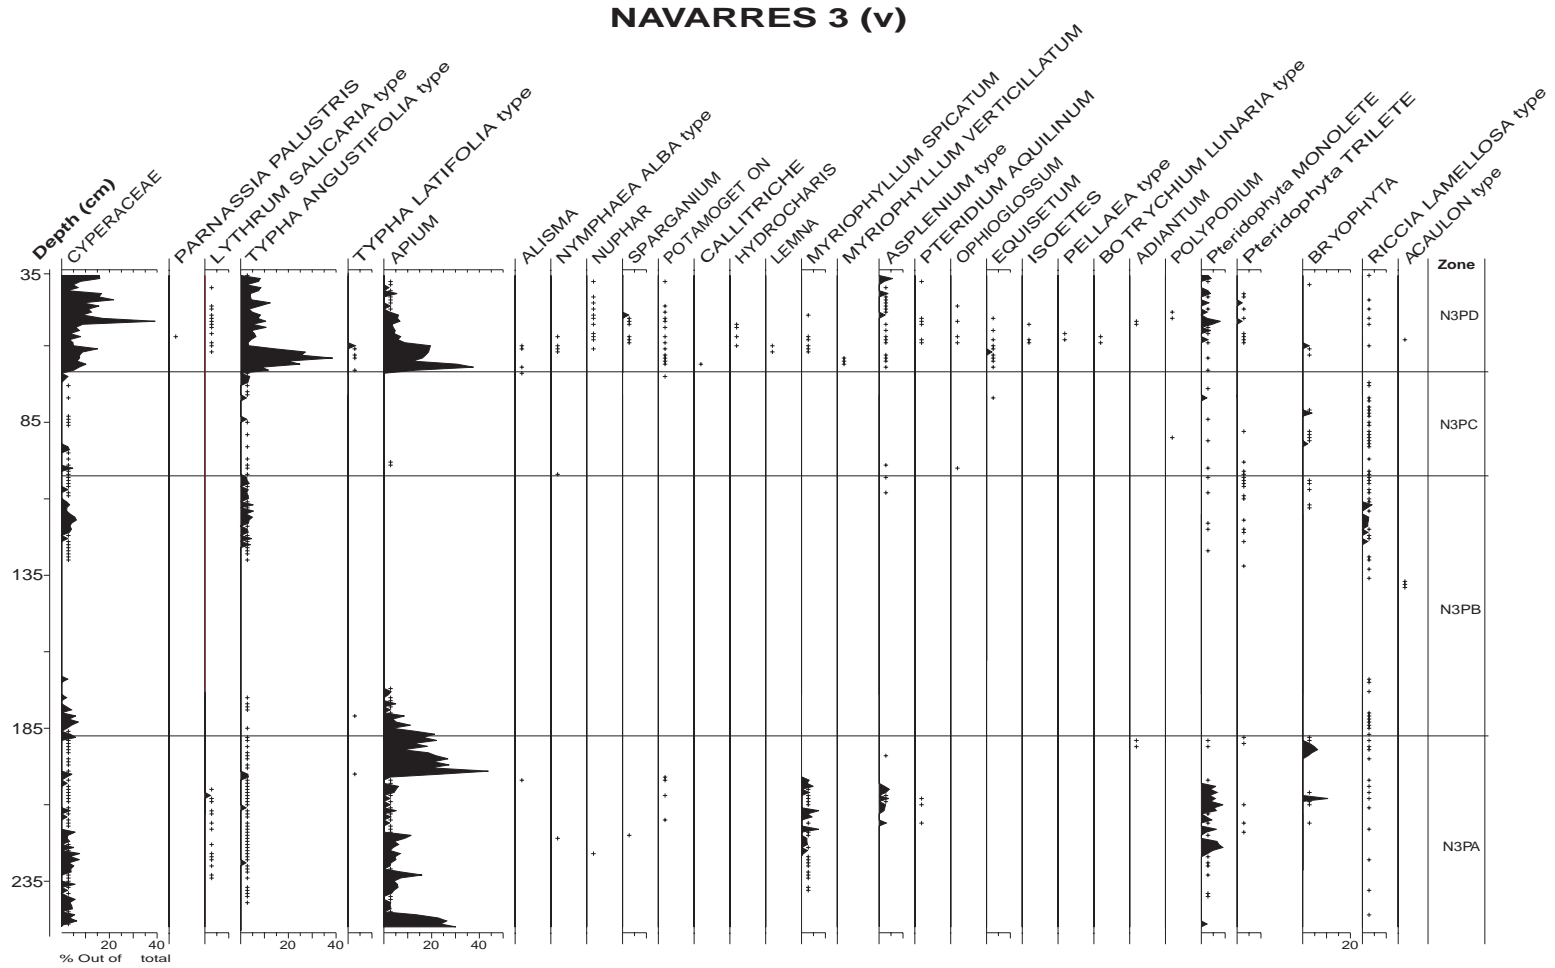 NAVARRES 3 (v)
Depth (cm)
CYPERACEAE
PARNASSIA PALUSTRIS
LYTHRUM SALICARIA type
TYPHA ANGUSTIFOLIA type
TYPHA LATIFOLIA type
APIUM
ALISMA
NYMPHAEA ALBA type
NUPHAR
SPARGANIUM
POTAMOGET ON
CALLITRICHE
HYDROCHARIS
LEMNA
MYRIOPHYLLUM SPICATUM
MYRIOPHYLLUM VERTICILLATUM
ASPLENIUM type
PTERIDIUM AQUILINUM
OPHIOGLOSSUM
EQUISETUM
ISOETES
PELLAEA type
BO TRYCHIUM LUNARIA type
ADIANTUM
POLYPODIUM
Pteridophyta MONOLETE
Pteridophyta TRILETE
BRYOPHYTA
RICCIA LAMELLOSA type
ACAULON type
Zone
35
N3PD
85
N3PC
135
N3PB
185
N3PA
235
20 40 20 40 20 40 20
% Out of total